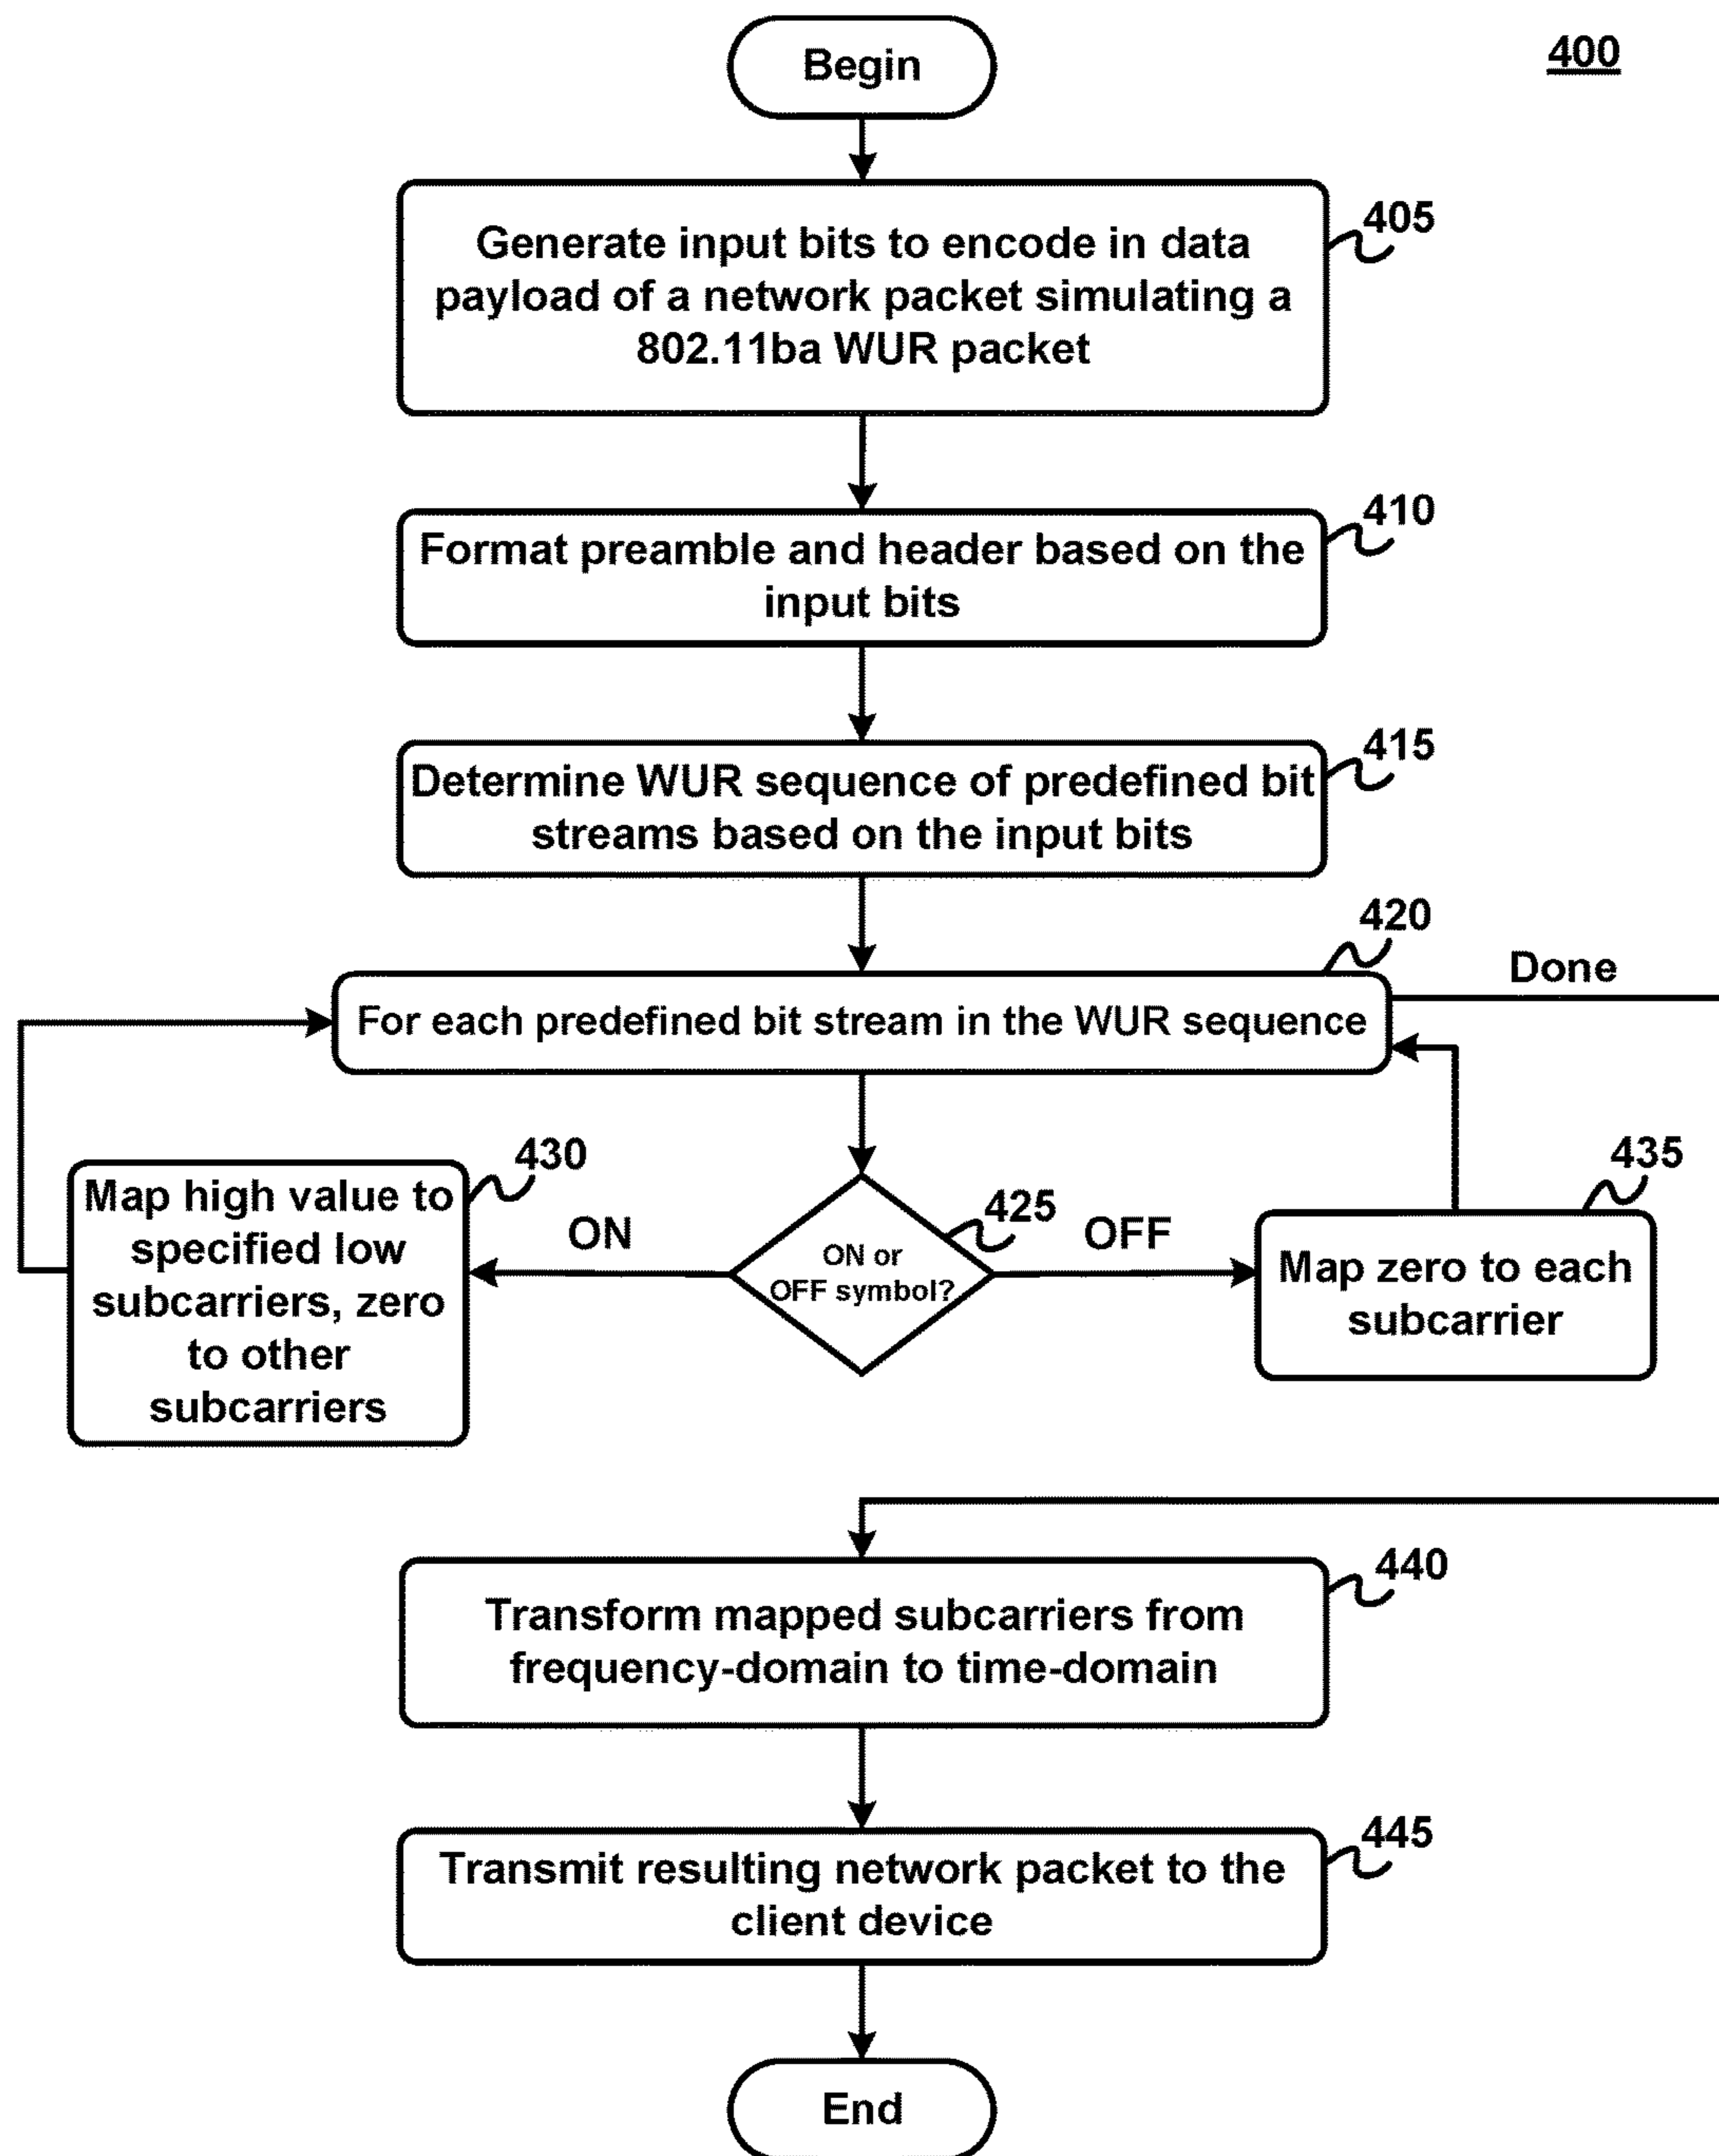 Begin
400
Generate input bits to encode in data
payload of a network packet simulating a
802.11ba WUR packet
405
Format preamble and header based on the
input bits
410
Determine WUR sequence of predefined bit
streams based on the input bits
415
420
Done
For each predefined bit stream in the WUR sequence
430
Map high value to
specified low
subcarriers, zero
to other
subcarriers
ON
425
ON or
OFF symbol?
OFF
435
Map zero to each
subcarrier
440
Transform mapped subcarriers from
frequency-domain to time-domain
445
Transmit resulting network packet to the
client device
End